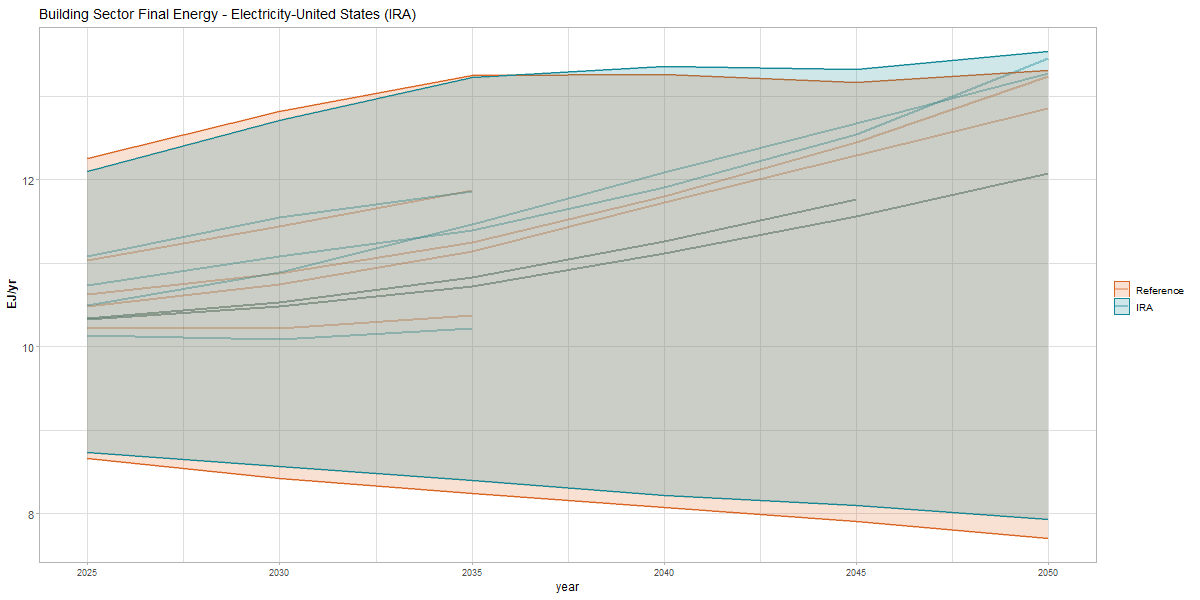 Building Sector Final Energy - Electricity-United States (IRA)
EJ/yr
12
10
8
2025 2030 2035 2040 2045 2050
year
Reference
IRA